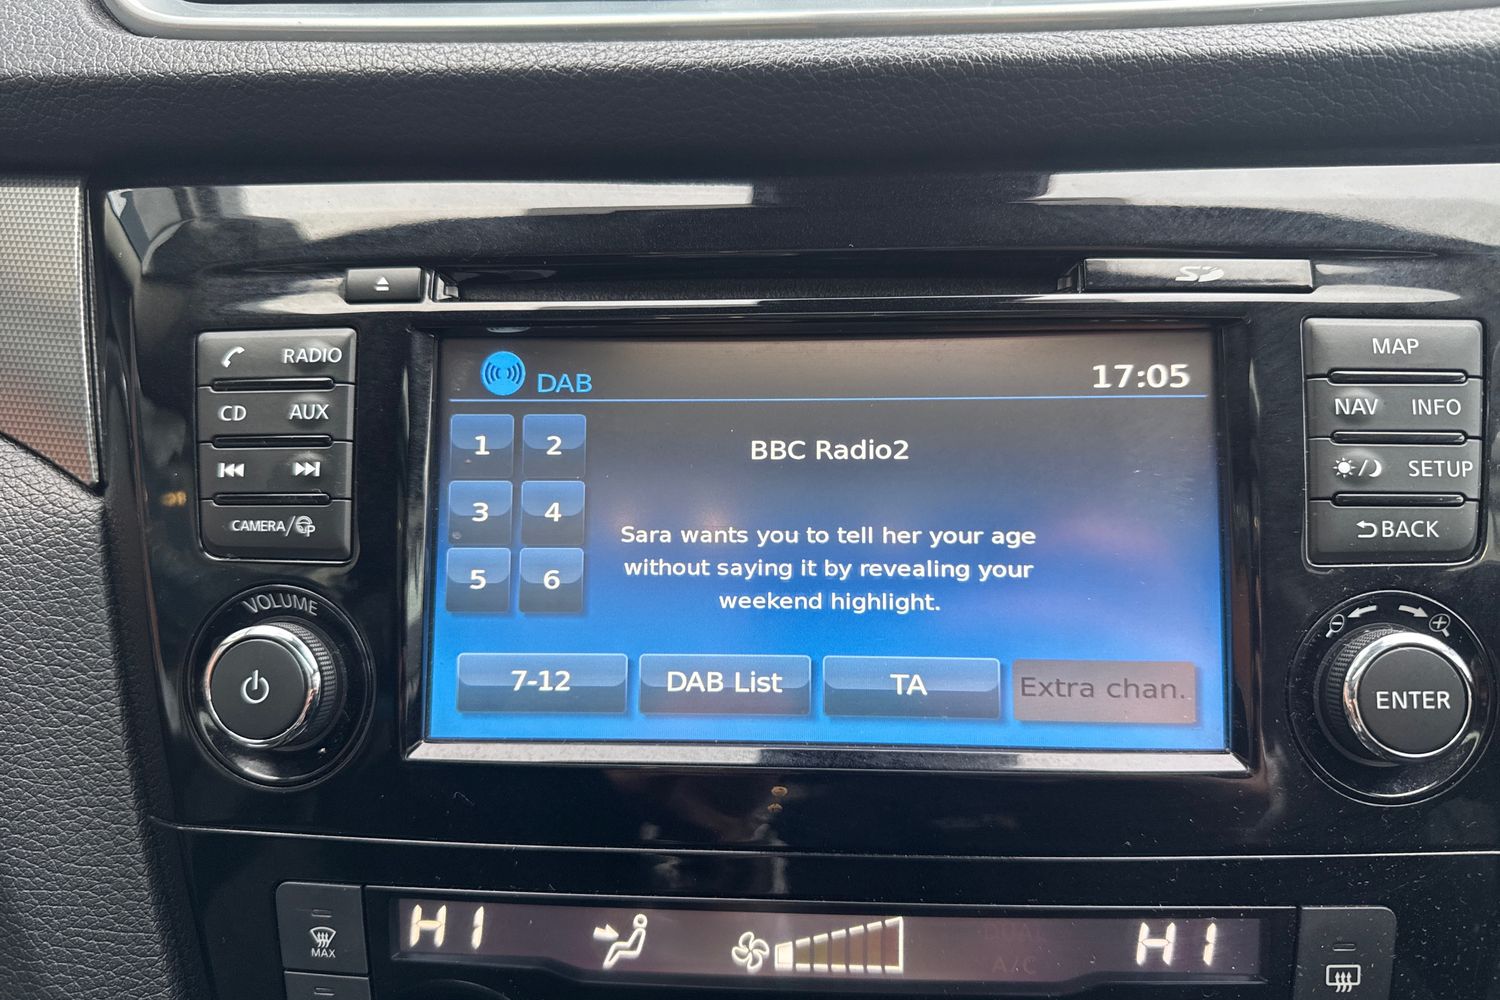 SD
RADIO
CD AUX
CAMERA/
VOLUME
DAB
17:05
1 2
3 4
5 6
BBC Radio2
Sara wants you to tell her your age
without saying it by revealing your
weekend highlight.
7-12
DAB List
TA
Extra chan.
MAP
NAV INFO
SETUP
BACK
ENTER
MAX
HI
HI
A/C